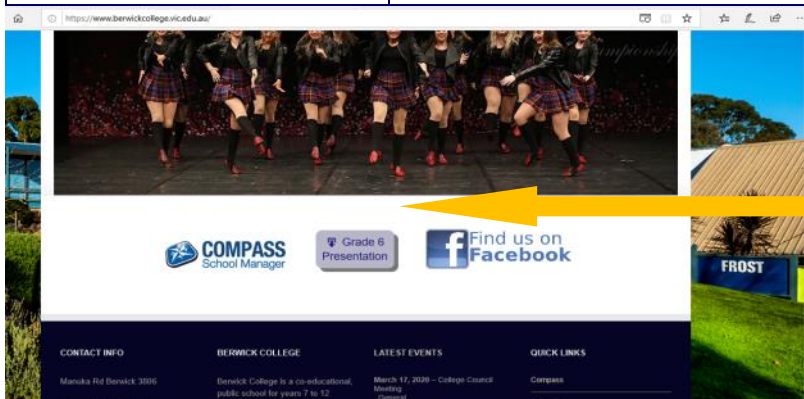 https://www.berwickcollege.vic.edu.au/
ampionship
COMPASS
School Manager
Grade 6
Presentation
f Find us on
Facebook
FROST
CONTACT INFO
BERWICK COLLEGE
LATEST EVENTS
QUICK LINKS
Manuka Rd Berwick 3806
Berwick College is a co-educational,
public school for years 7 to 12
March 17, 2020 – College Council
Meeting
General
Compass